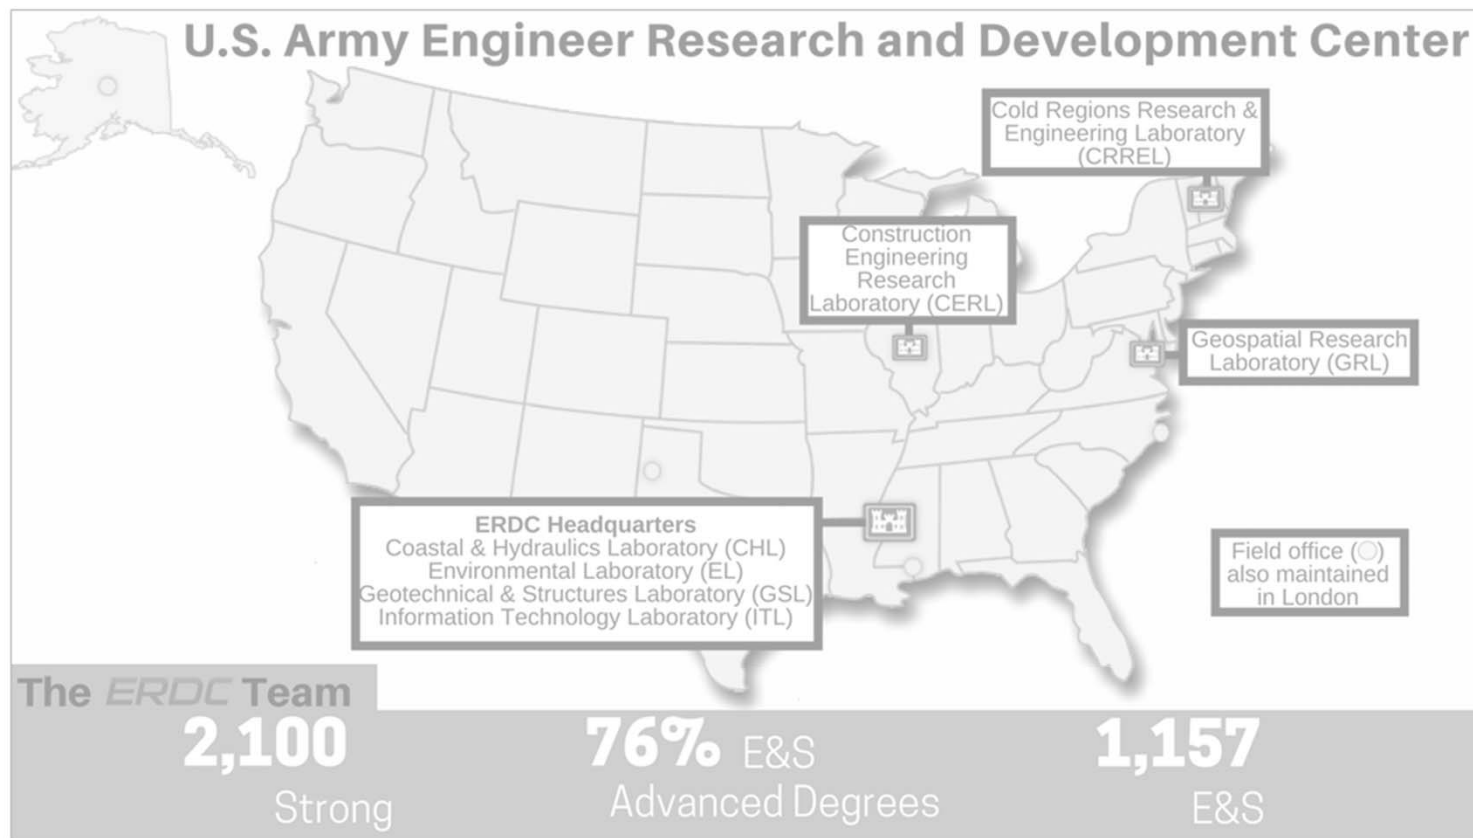 U.S. Army Engineer Research and Development Center
Cold Regions Research &
Engineering Laboratory
(CRREL)
Construction
Engineering
Research
Laboratory (CERL)
Geospatial Research
Laboratory (GRL)
ERDC Headquarters
Coastal & Hydraulics Laboratory (CHL)
Environmental Laboratory (EL)
Geotechnical & Structures Laboratory (GSL)
Information Technology Laboratory (ITL)
Field office (○)
also maintained
in London
The ERDC Team
2,100
Strong
76% E&S
Advanced Degrees
1,157
E&S